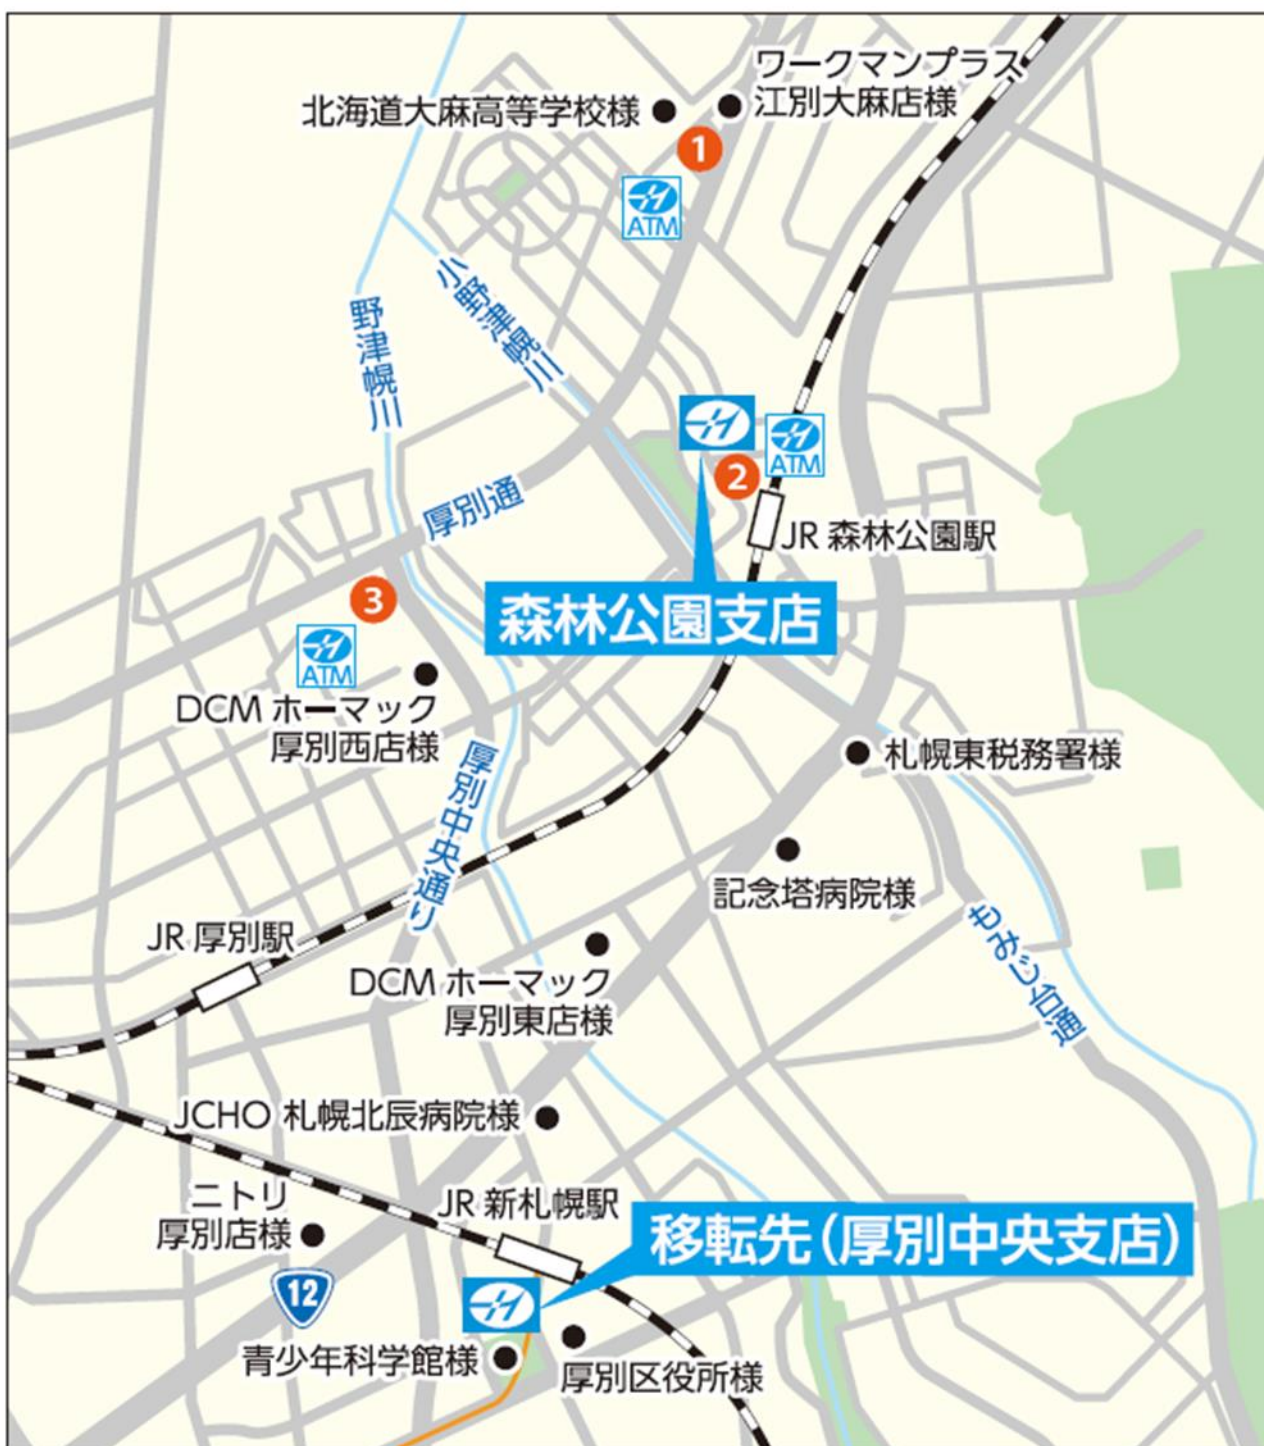 ワークマンプラス
江別大麻店様
北海道大麻高等学校様
1
ATM
小野津幌川
野津幌川
2
ATM
厚別通
JR 森林公園駅
3
森林公園支店
ATM
DCM ホーマック
厚別西店様
厚別中央通り
札幌東税務署様
記念塔病院様
もみじ台通
JR 厚別駅
DCM ホーマック
厚別東店様
JCHO 札幌北辰病院様
ニトリ
厚別店様
JR 新札幌駅
移転先(厚別中央支店)
12
青少年科学館様
厚別区役所様